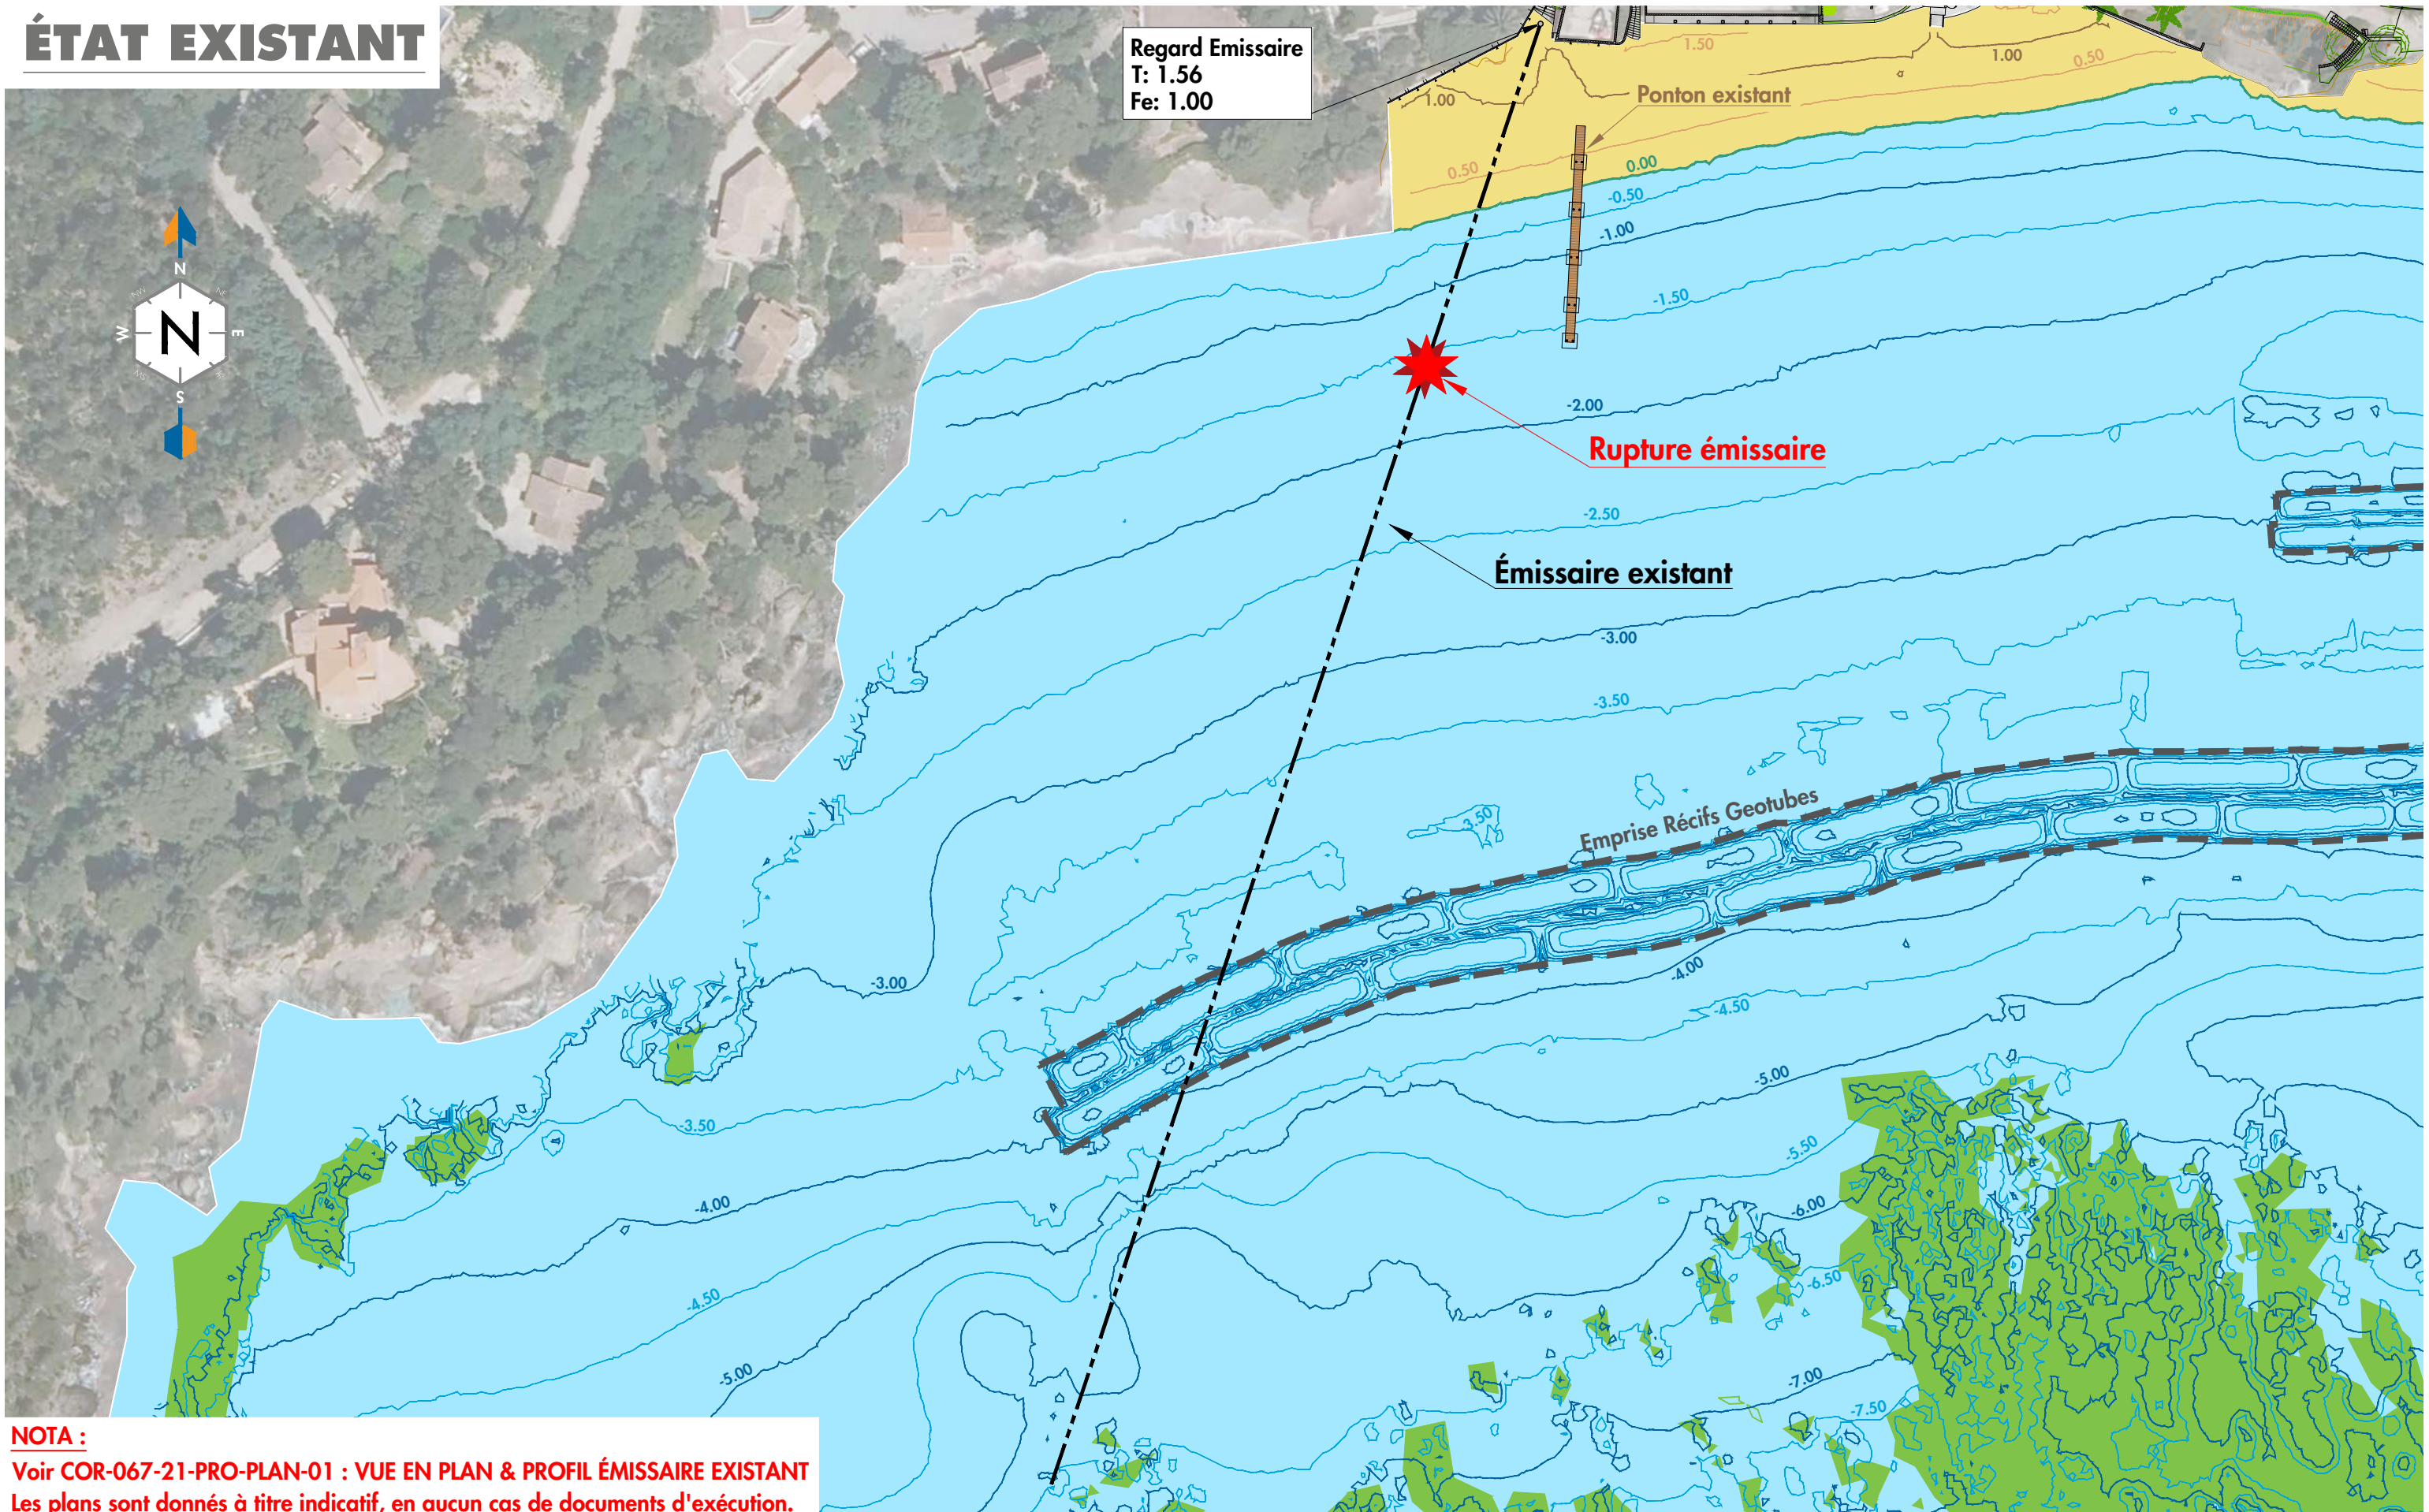 ÉTAT EXISTANT
Regard Emissaire
T: 1.56
Fe: 1.00
1.50
1.00
0.50
1.00
Ponton existant
0.50
0.00
-0.50
-1.00
-1.50
-2.00
Rupture émissaire
-2.50
Émissaire existant
-3.00
-3.50
N
N
W
E
S
Emprise Récifs Geotubes
-3.50
-3.00
-4.00
-4.50
-5.00
-3.50
-5.50
-4.00
-6.00
-6.50
-4.50
-5.00
-7.00
-7.50
NOTA :
Voir COR-067-21-PRO-PLAN-01 : VUE EN PLAN & PROFIL ÉMISSAIRE EXISTANT
Les plans sont donnés à titre indicatif, en aucun cas de documents d'exécution.